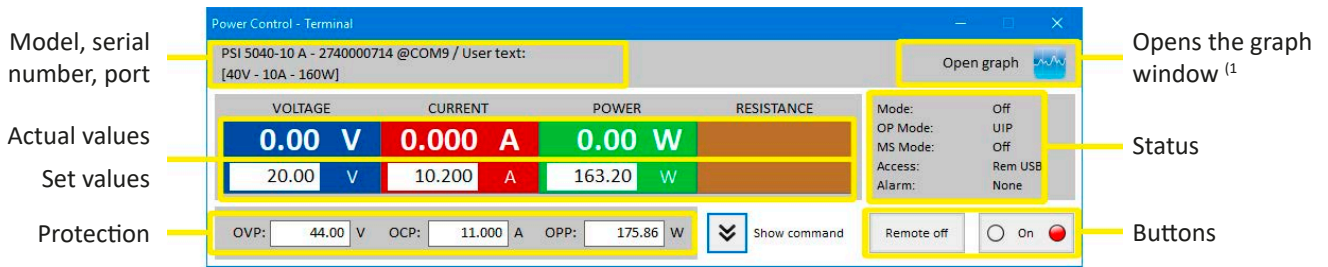 Power Control - Terminal
Model, serial
number, port
PSI 5040-10 A - 2740000714 @COM9 / User text:
[40V - 10A - 160W]
Open graph
Opens the graph
window (1
VOLTAGE CURRENT POWER RESISTANCE
Actual values
0.00 V 0.000 A 0.00 W
Set values
20.00 V 10.200 A 163.20 W
Mode: Off
OP Mode: UIP
MS Mode: Off
Access: Rem USB
Alarm: None
Status
Protection
OVP: 44.00 V OCP: 11.000 A OPP: 175.86 W
Show command
Remote off
On
Buttons